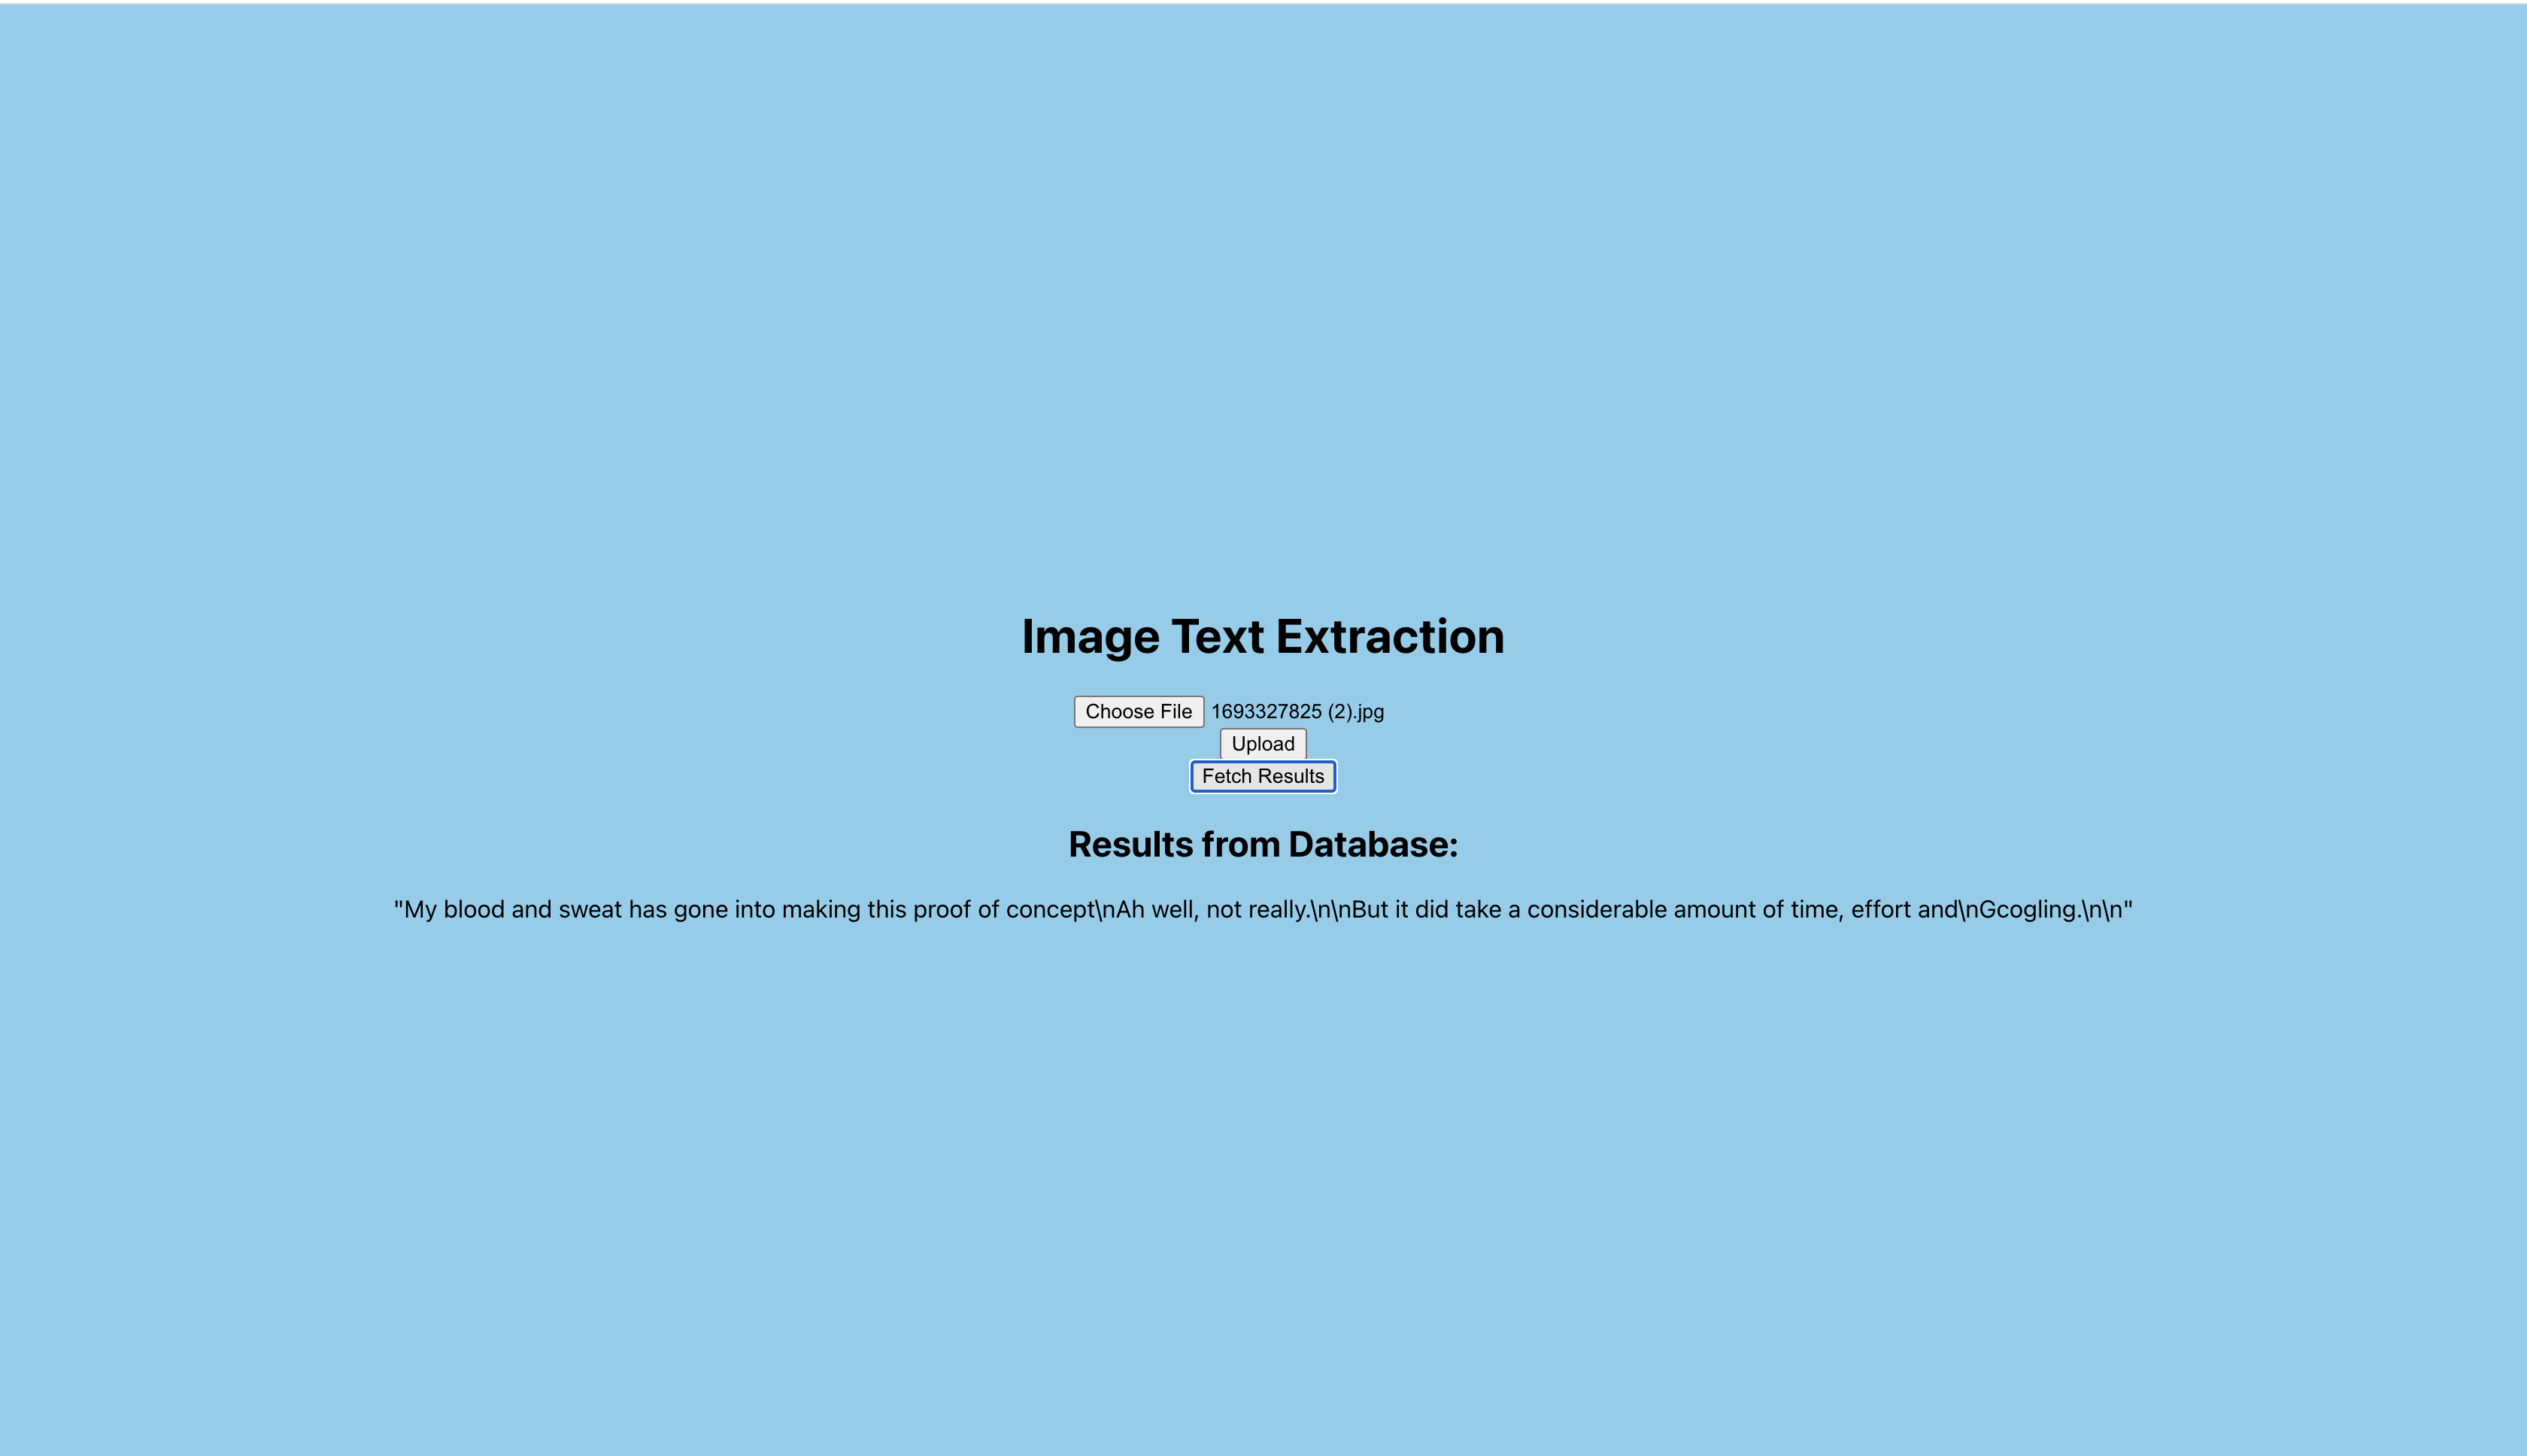 Image Text Extraction
Choose File 1693327825 (2).jpg
Upload
Fetch Results
Results from Database:
"My blood and sweat has gone into making this proof of concept\nAh well, not really.\n\nBut it did take a considerable amount of time, effort and\nGcogling.\n\n"